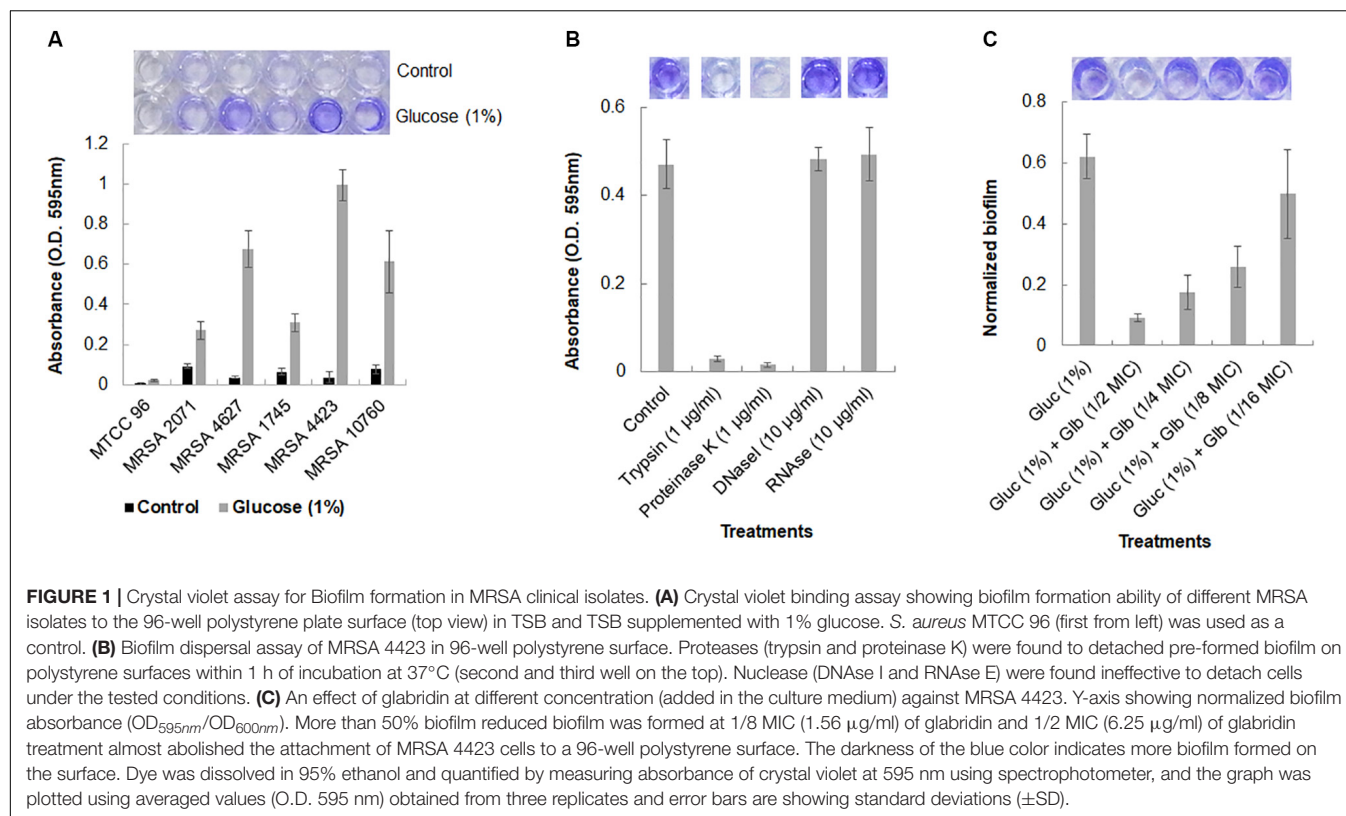 A
Control
Glucose (1%)
1.2
1
0.8
0.6
0.4
0.2
0
Absorbance (O.D. 595nm)
MTCC 96
MRSA 2071
MRSA 4627
MRSA 1745
MRSA 4423
MRSA 10760
Control
Glucose (1%)
B
0.6
0.4
0.2
0
Absorbance (O.D. 595nm)
Control
Trypsin (1 µg/ml)
Proteinase K (1 µg/ml)
DNaseI (10 µg/ml)
RNAse (10 µg/ml)
Treatments
C
0.8
0.6
0.4
0.2
0
Normalized biofilm
Gluc (1%)
Gluc (1%) + Glb (1/2 MIC)
Gluc (1%) + Glb (1/4 MIC)
Gluc (1%) + Glb (1/8 MIC)
Gluc (1%) + Glb (1/16 MIC)
Treatments
FIGURE 1 | Crystal violet assay for Biofilm formation in MRSA clinical isolates. (A) Crystal violet binding assay showing biofilm formation ability of different MRSA
isolates to the 96-well polystyrene plate surface (top view) in TSB and TSB supplemented with 1% glucose. S. aureus MTCC 96 (first from left) was used as a
control. (B) Biofilm dispersal assay of MRSA 4423 in 96-well polystyrene surface. Proteases (trypsin and proteinase K) were found to detached pre-formed biofilm on
polystyrene surfaces within 1 h of incubation at 37°C (second and third well on the top). Nuclease (DNAse I and RNAse E) were found ineffective to detach cells
under the tested conditions. (C) An effect of glabridin at different concentration (added in the culture medium) against MRSA 4423. Y-axis showing normalized biofilm
absorbance (OD595nm/OD600nm). More than 50% biofilm reduced biofilm was formed at 1/8 MIC (1.56 µg/ml) of glabridin and 1/2 MIC (6.25 µg/ml) of glabridin
treatment almost abolished the attachment of MRSA 4423 cells to a 96-well polystyrene surface. The darkness of the blue color indicates more biofilm formed on
the surface. Dye was dissolved in 95% ethanol and quantified by measuring absorbance of crystal violet at 595 nm using spectrophotometer, and the graph was
plotted using averaged values (O.D. 595 nm) obtained from three replicates and error bars are showing standard deviations (±SD).